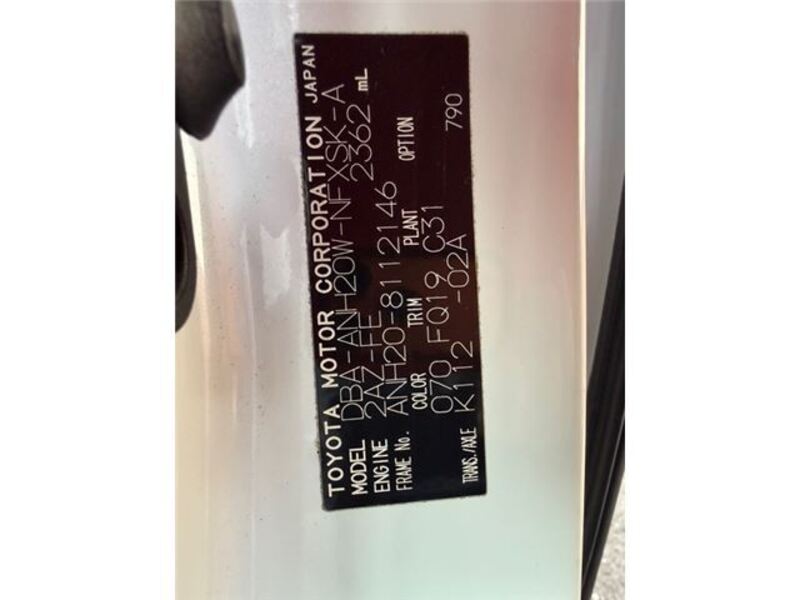 TOYOTA MOTOR CORPORATION JAPAN
MODEL DBA-ANH20W-NFXSK-A
ENGINE 2AZ-FE 2362 mL
FRAME No. ANH20-8112146
COLOR TRIM PLANT OPTION
070 FQ19 C31 790
TRANS./AXLE K112 -02A